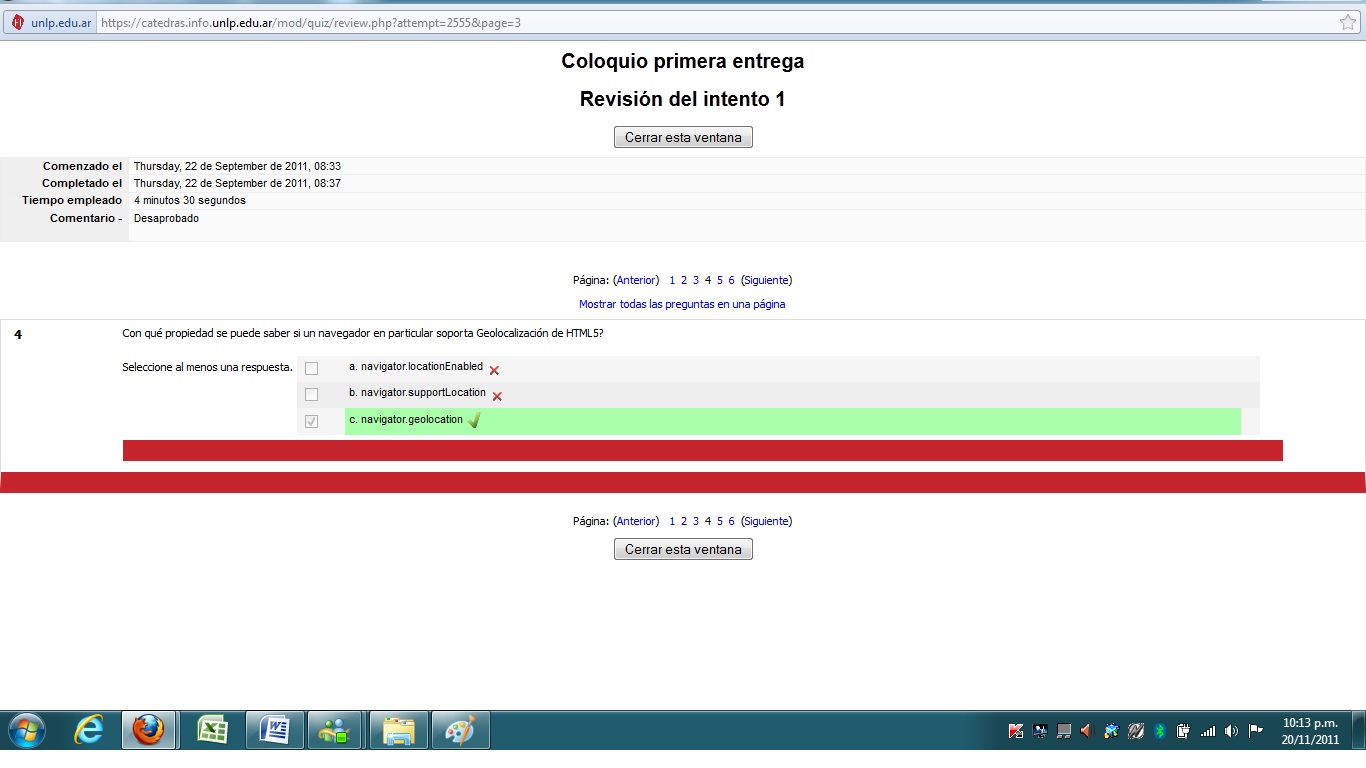 unlp.edu.ar https://catedras.info.unlp.edu.ar/mod/quiz/review.php?attempt=2555&page=3
Coloquio primera entrega
Revisión del intento 1
Cerrar esta ventana
Comenzado el Thursday, 22 de September de 2011, 08:33
Completado el Thursday, 22 de September de 2011, 08:37
Tiempo empleado 4 minutos 30 segundos
Comentario - Desaprobado
Página: (Anterior) 1 2 3 4 5 6 (Siguiente)
Mostrar todas las preguntas en una página
4 Con qué propiedad se puede saber si un navegador en particular soporta Geolocalización de HTML5?
Seleccione al menos una respuesta. a. navigator.locationEnabled
b. navigator.supportLocation
c. navigator.geolocation
Página: (Anterior) 1 2 3 4 5 6 (Siguiente)
Cerrar esta ventana
10:13 p.m.
20/11/2011